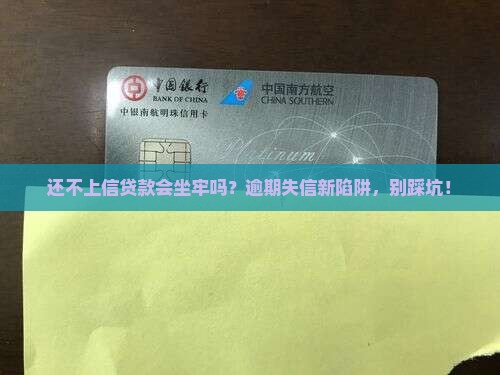 中国银行
BANK OF CHINA
中国南方航空
CHINA SOUTHERN
中银南航明珠信用卡
Platinum
还不上信贷款会坐牢吗？逾期失信新陷阱，别踩坑！